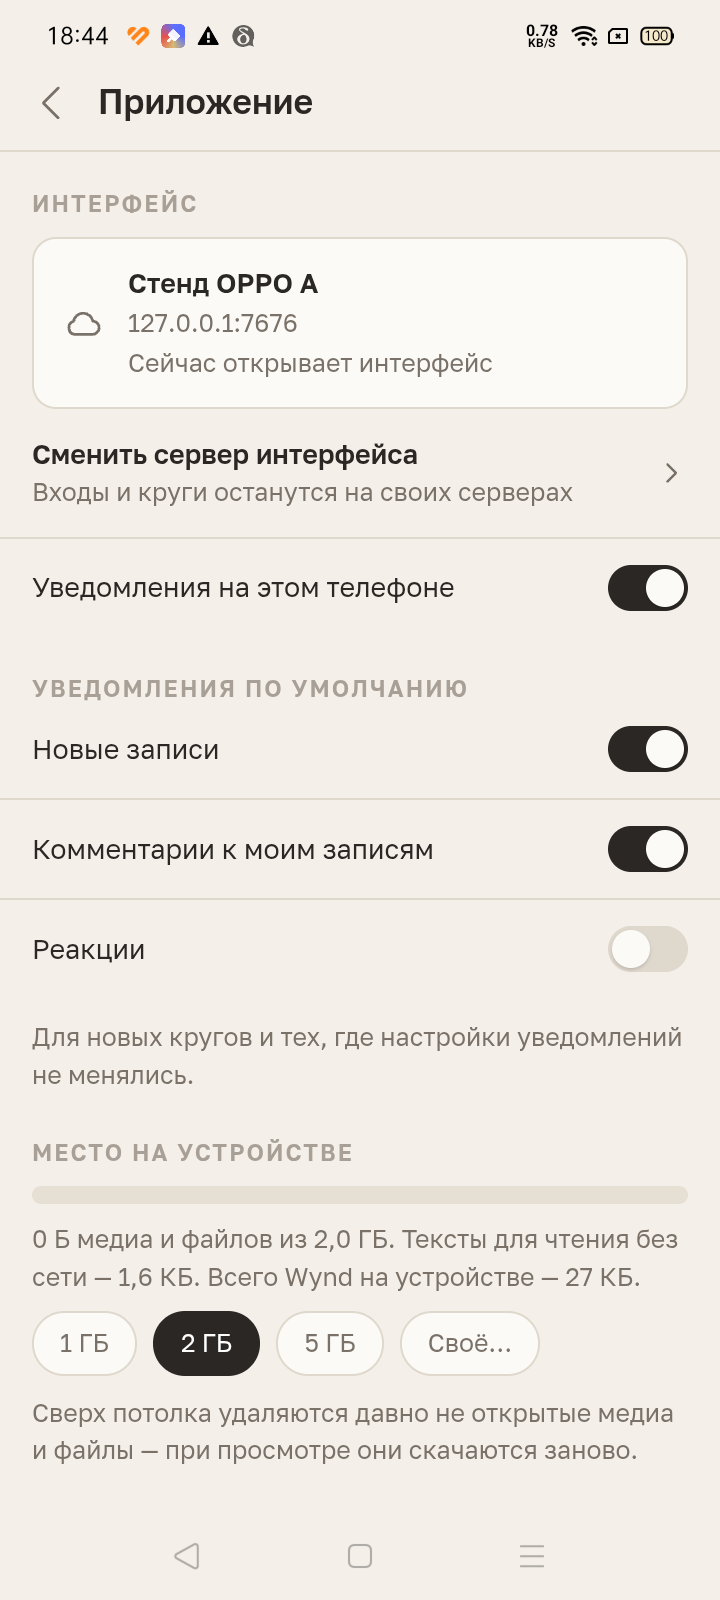 18:44
0.78
KB/S
100
Приложение
ИНТЕРФЕЙС
Стенд OPPO A
127.0.0.1:7676
Сейчас открывает интерфейс
Сменить сервер интерфейса
Входы и круги останутся на своих серверах
Уведомления на этом телефоне
УВЕДОМЛЕНИЯ ПО УМОЛЧАНИЮ
Новые записи
Комментарии к моим записям
Реакции
Для новых кругов и тех, где настройки уведомлений
не менялись.
МЕСТО НА УСТРОЙСТВЕ
0 Б медиа и файлов из 2,0 ГБ. Тексты для чтения без
сети — 1,6 КБ. Всего Wynd на устройстве — 27 КБ.
1 ГБ
2 ГБ
5 ГБ
Своё...
Сверх потолка удаляются давно не открытые медиа
и файлы — при просмотре они скачаются заново.